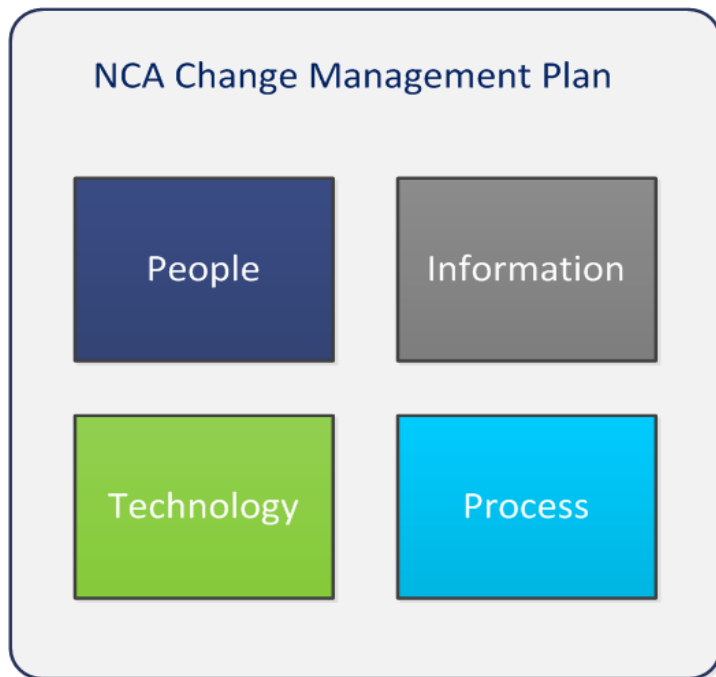 NCA Change Management Plan
People
Information
Technology
Process